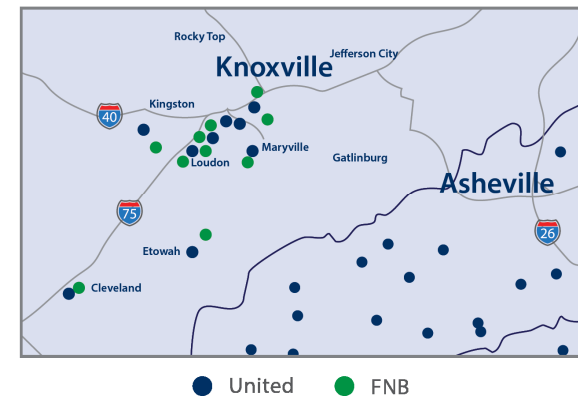 Rocky Top
Jefferson City
Knoxville
Kingston
40
Maryville
Loudon
Gatlinburg
Asheville
75
26
Etowah
Cleveland
United
FNB